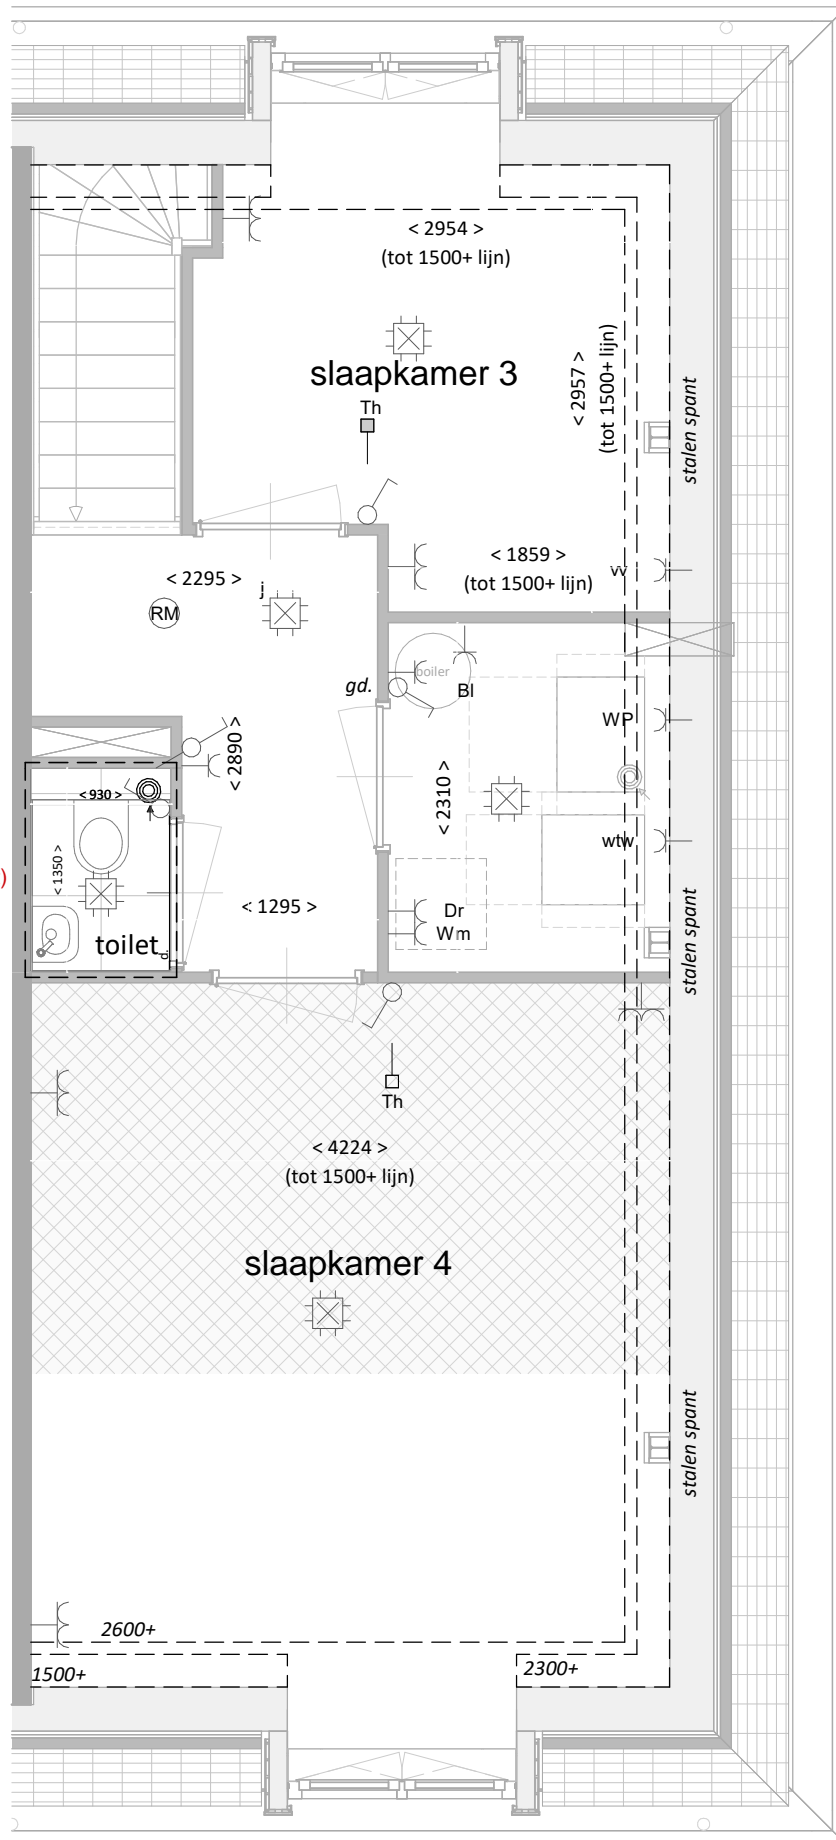 < 2954 >
(tot 1500+ lijn)
< 2957 >
(tot 1500+ lijn)
slaapkamer 3
Th
stalen spant
< 1859 >
(tot 1500+ lijn)
vv
< 2295 >
j
RM
boiler
gd.
Bl
WP
< 2890 >
< 930 >
< 2310 >
wtw
)
< 1350 >
< 1295 >
Dr
Wm
toilet
d.
stalen spant
Th
< 4224 >
(tot 1500+ lijn)
slaapkamer 4
stalen spant
2600+
1500+
2300+